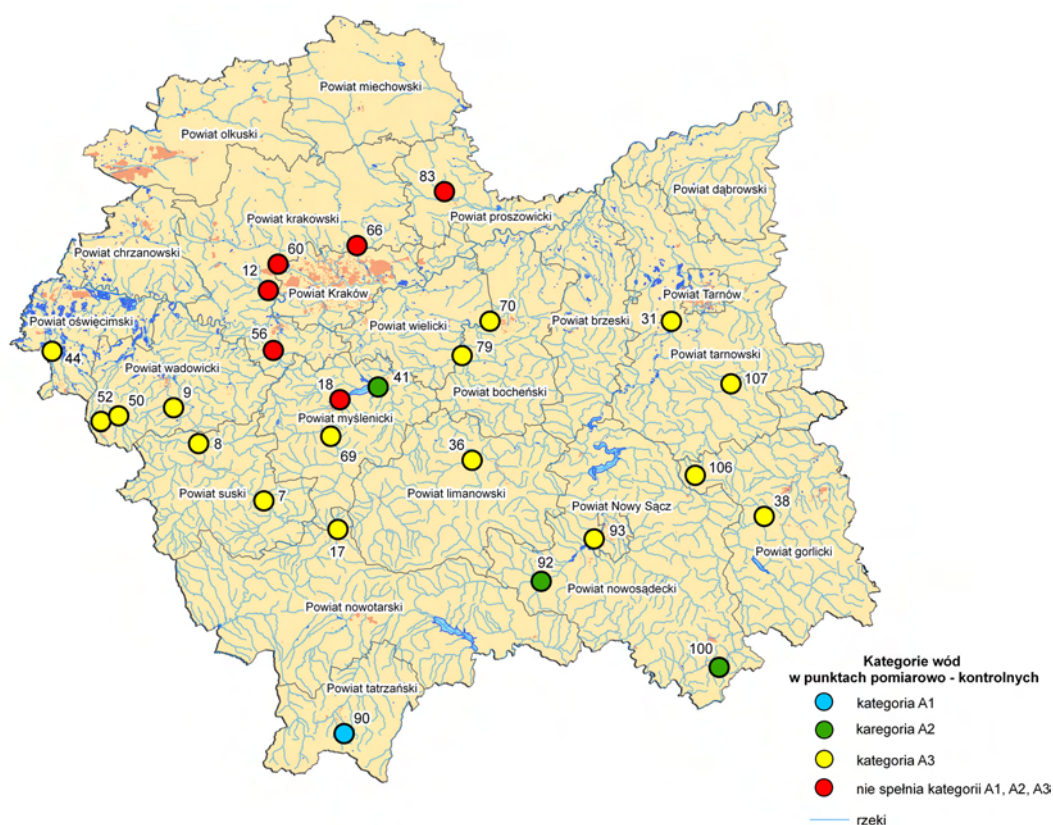 Powiat miechowski
Powiat olkuski
83
Powiat dąbrowski
Powiat krakowski
Powiat proszowicki
66
Powiat chrzanowski
60
12
Powiat Kraków
Powiat Tarnów
70
31
Powiat oświęcimski
Powiat wielicki
Powiat brzeski
56
79
44
Powiat tarnowski
Powiat wadowicki
41
107
18
Powiat bocheński
52
50
9
Powiat myślenicki
8
69
36
106
Powiat suski
7
Powiat limanowski
Powiat Nowy Sącz
38
17
93
Powiat gorlicki
92
Powiat nowosądecki
Powiat nowotarski
100
Powiat tatrzański
90
Kategorie wód
w punktach pomiarowo - kontrolnych
kategoria A1
karegoria A2
kategoria A3
nie spełnia kategorii A1, A2, A3
rzeki